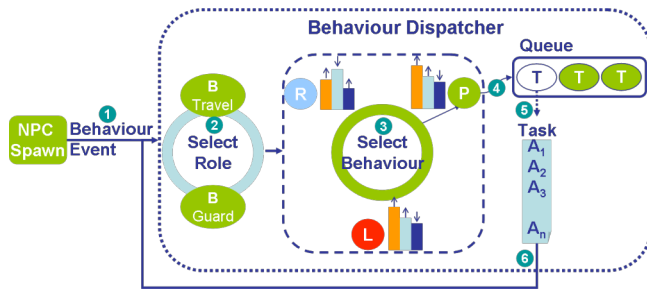 Behaviour Dispatcher
Queue
B
Travel
R
P
4
T
T
T
1
2
3
5
NPC
Spawn
Behaviour
Event
Select
Role
Select
Behaviour
Task
A1
A2
A3
An
B
Guard
L
6